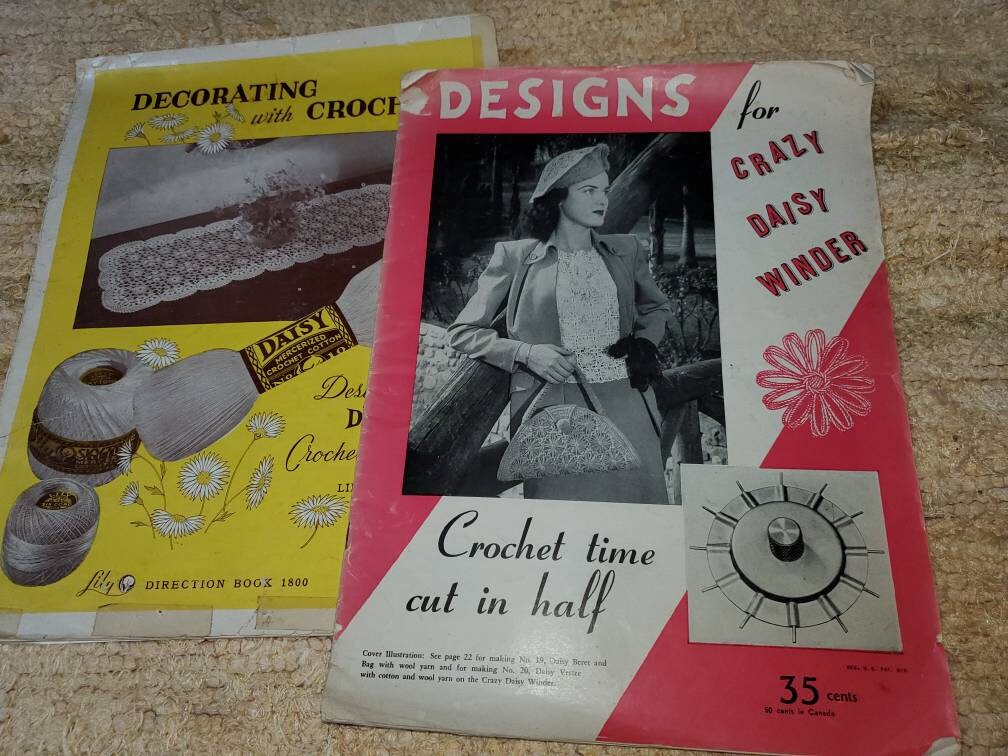 DECORATING
with CROCH
DAISY
MERCERIZED
CROCHET COTTON
Des
D
Croche
LI
Lily DIRECTION BOOK 1800
DESIGNS
for
CRAZY
DAISY
WINDER
Crochet time
cut in half
Cover Illustration: See page 22 for making No. 19, Daisy Beret and
Bag with wool yarn and for making No. 20, Daisy Vestee
with cotton and wool yarn on the Crazy Daisy Winder.
REG. U. S. PAT. OFF.
35 cents
50 cents in Canada